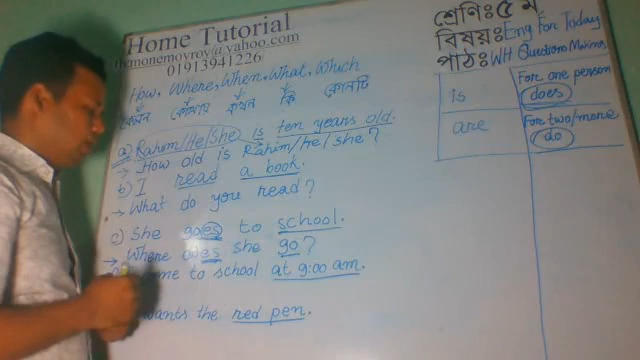 Home Tutorial
themonemoyroy@yahoo.com
01913941226
How, Where, When, What, Which
কেমন কোথায় কখন কি কোনটি
a) Rahim/He/She is ten years old.
→ How old is Rahim/he/she?
b) I read a book.
→ What do you read?
c) She goes to school.
→ Where does she go?
me to school at 9:00 am.
wants the red pen.
শ্রেণিঃ ৫ ম
বিষয়ঃ Eng For Today
পাঠঃ WH Questions Making
is
For one person
does
are
For two/more
do